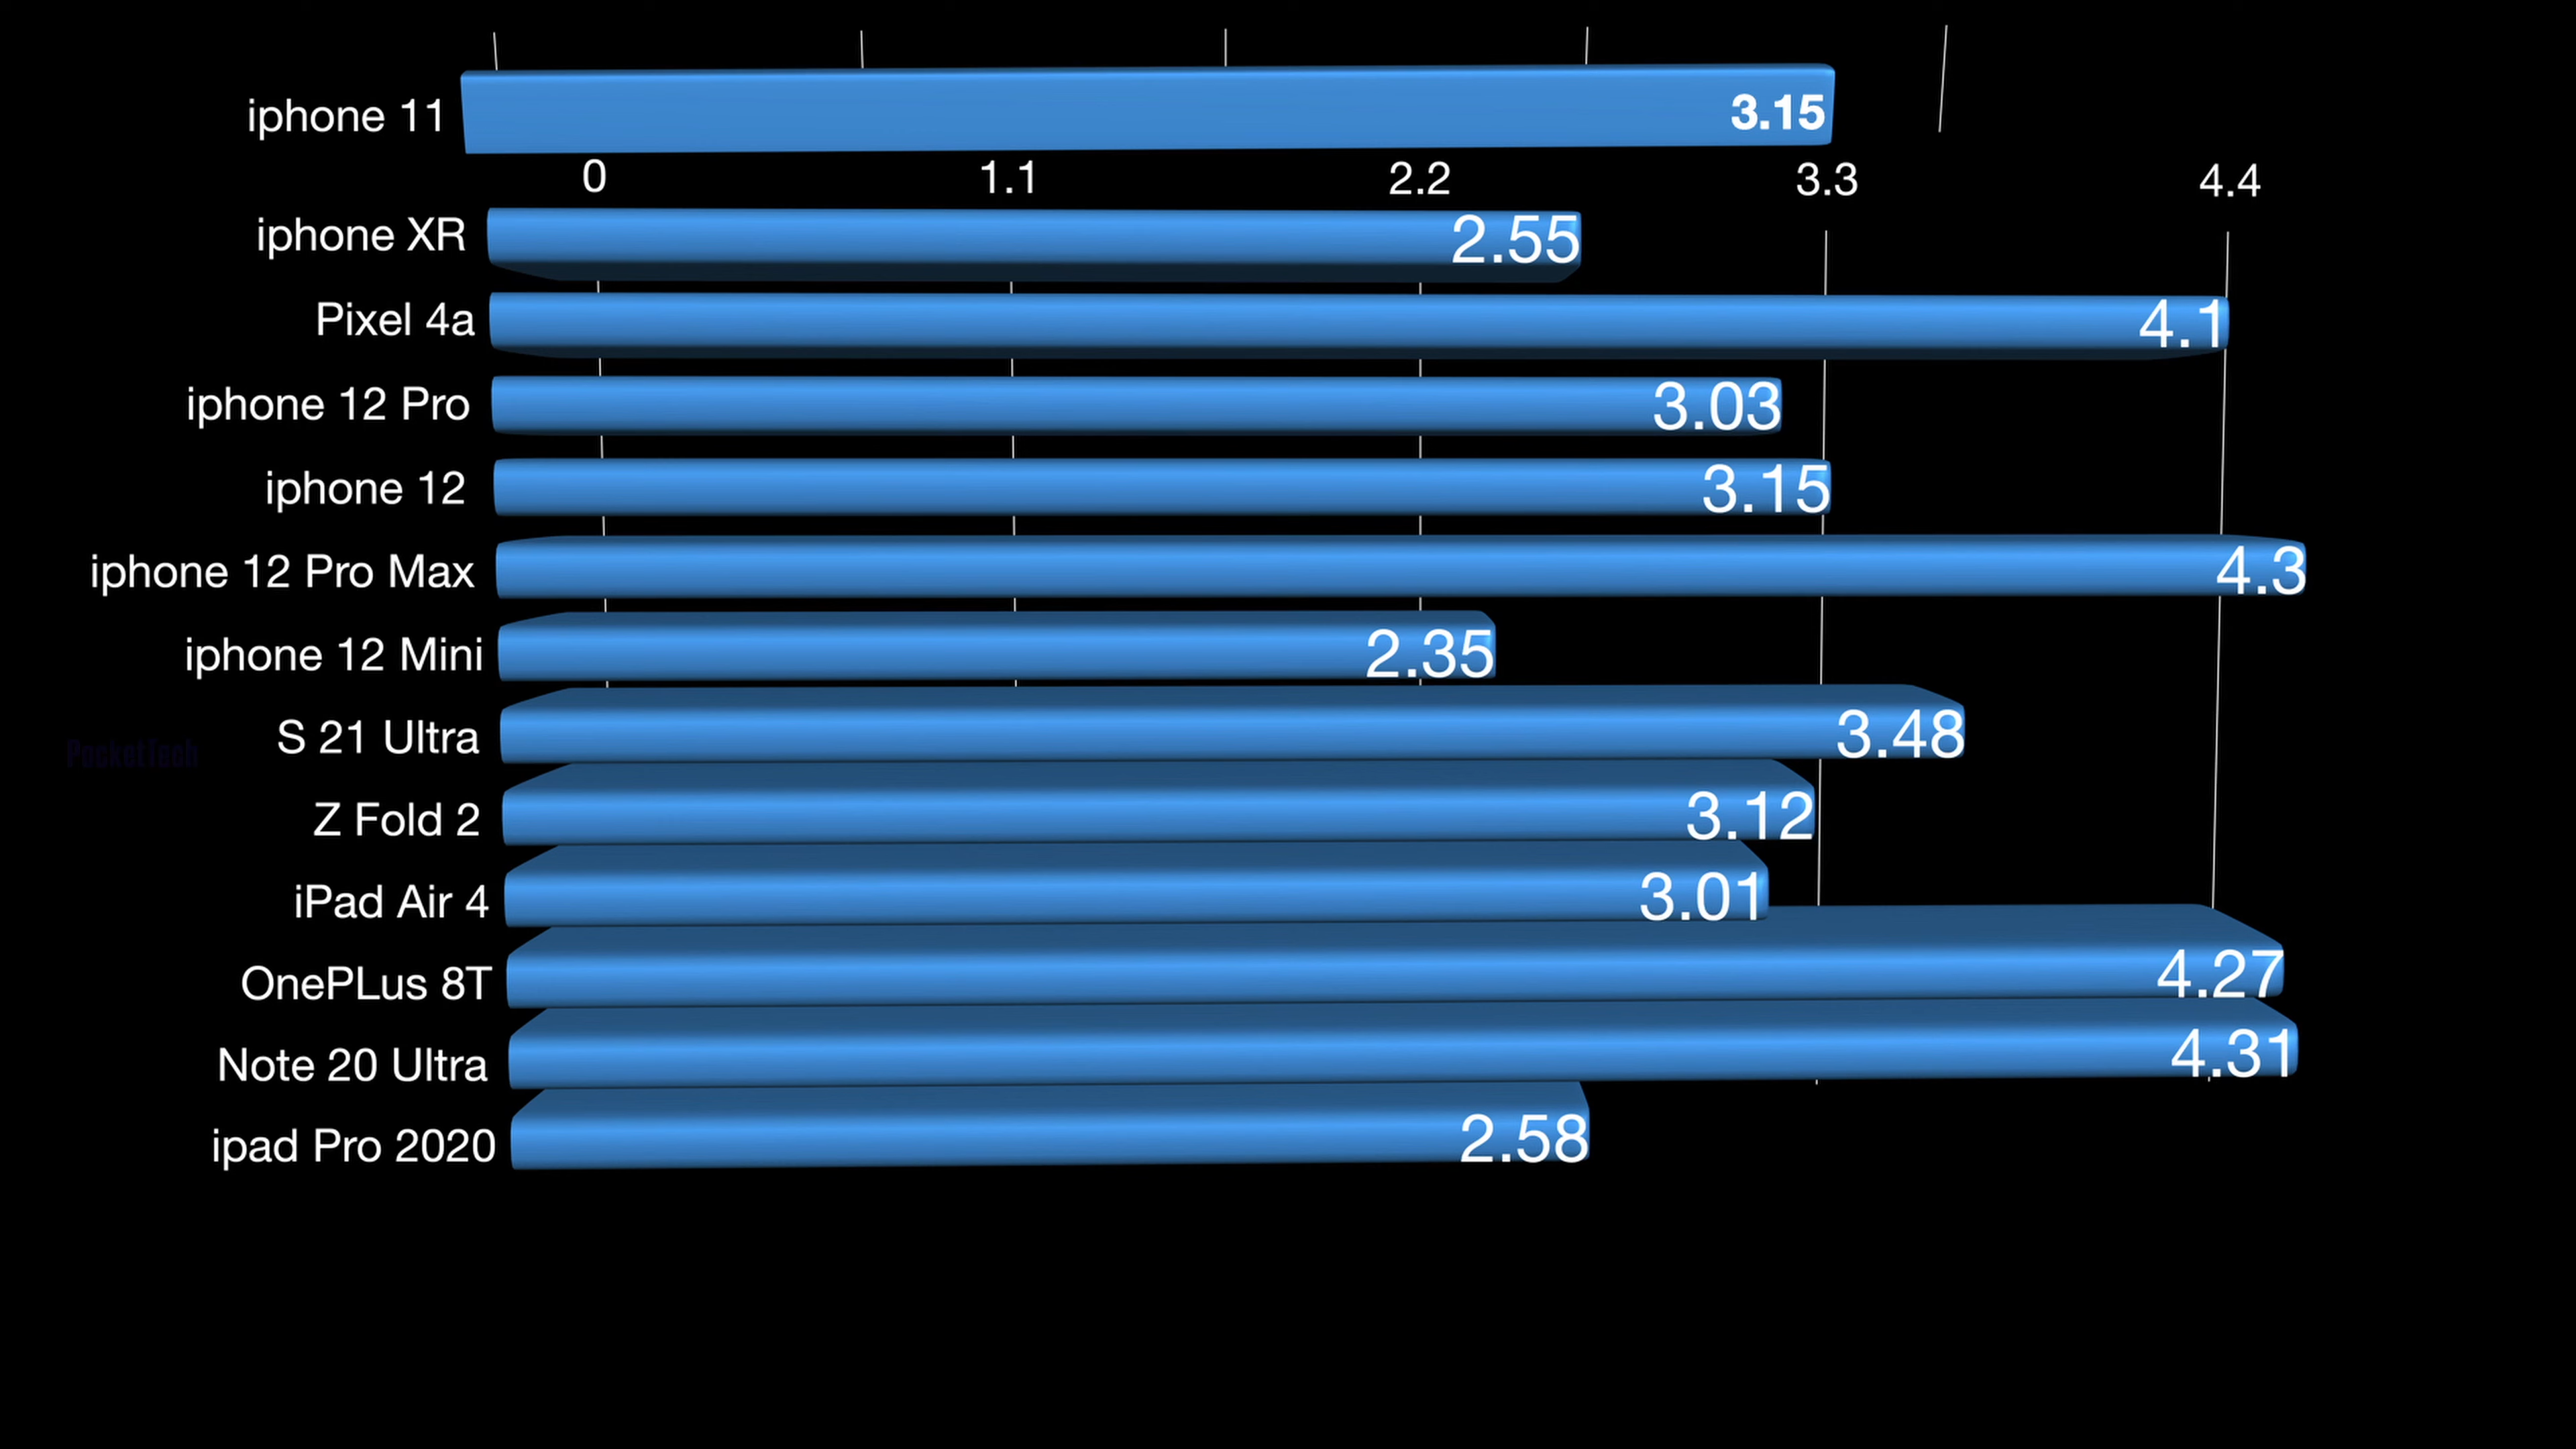 iphone 11 3.15
0 1.1 2.2 3.3 4.4
iphone XR 2.55
Pixel 4a 4.1
iphone 12 Pro 3.03
iphone 12 3.15
iphone 12 Pro Max 4.3
iphone 12 Mini 2.35
S 21 Ultra 3.48
PocketTech
Z Fold 2 3.12
iPad Air 4 3.01
OnePLus 8T 4.27
Note 20 Ultra 4.31
ipad Pro 2020 2.58